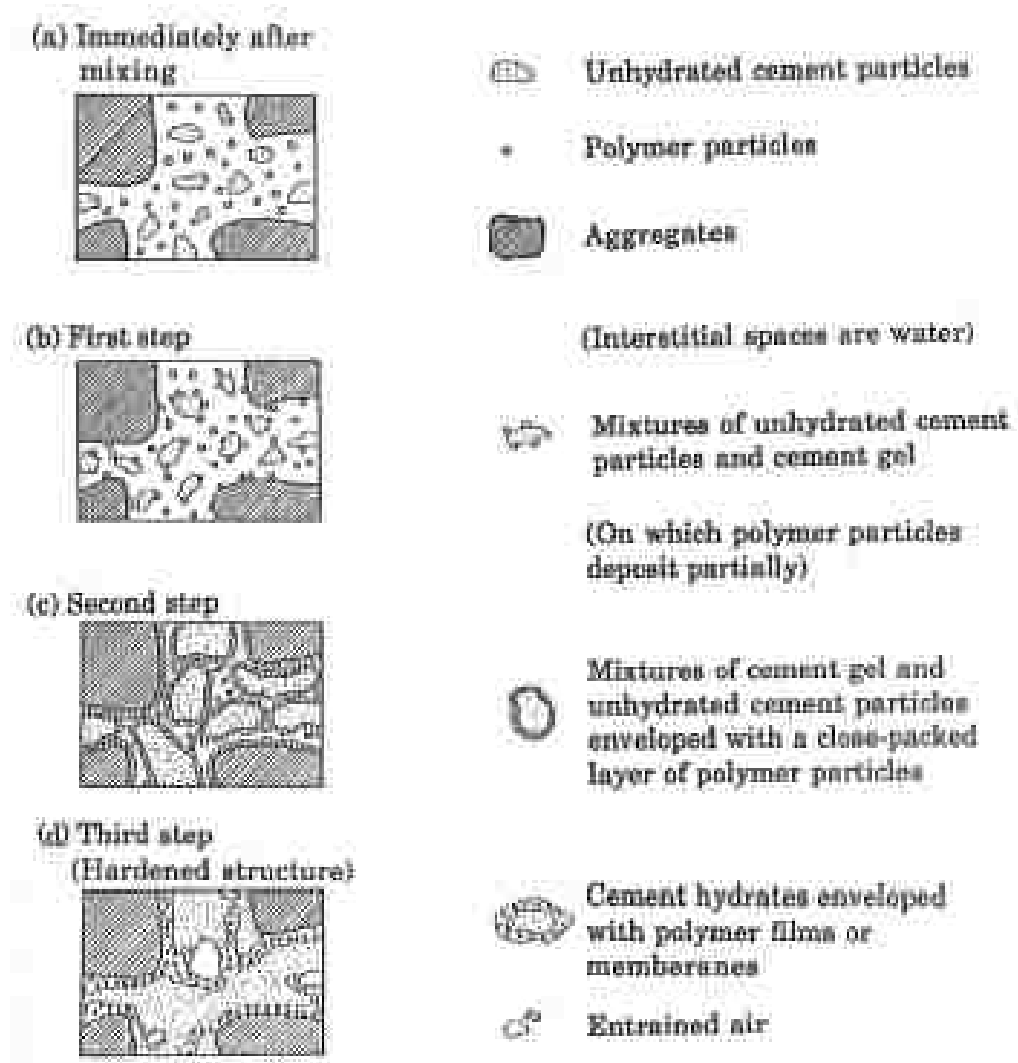 (a) Immediately after
mixing
Unhydrated cement particles
Polymer particles
Aggregates
(b) First step
(Interstitial spaces are water)
Mixtures of unhydrated cement
particles and cement gel
(On which polymer particles
deposit partially)
(c) Second step
Mixtures of cement gel and
unhydrated cement particles
enveloped with a close-packed
layer of polymer particles
(d) Third step
(Hardened structure)
Cement hydrates enveloped
with polymer films or
memberanes
Entrained air